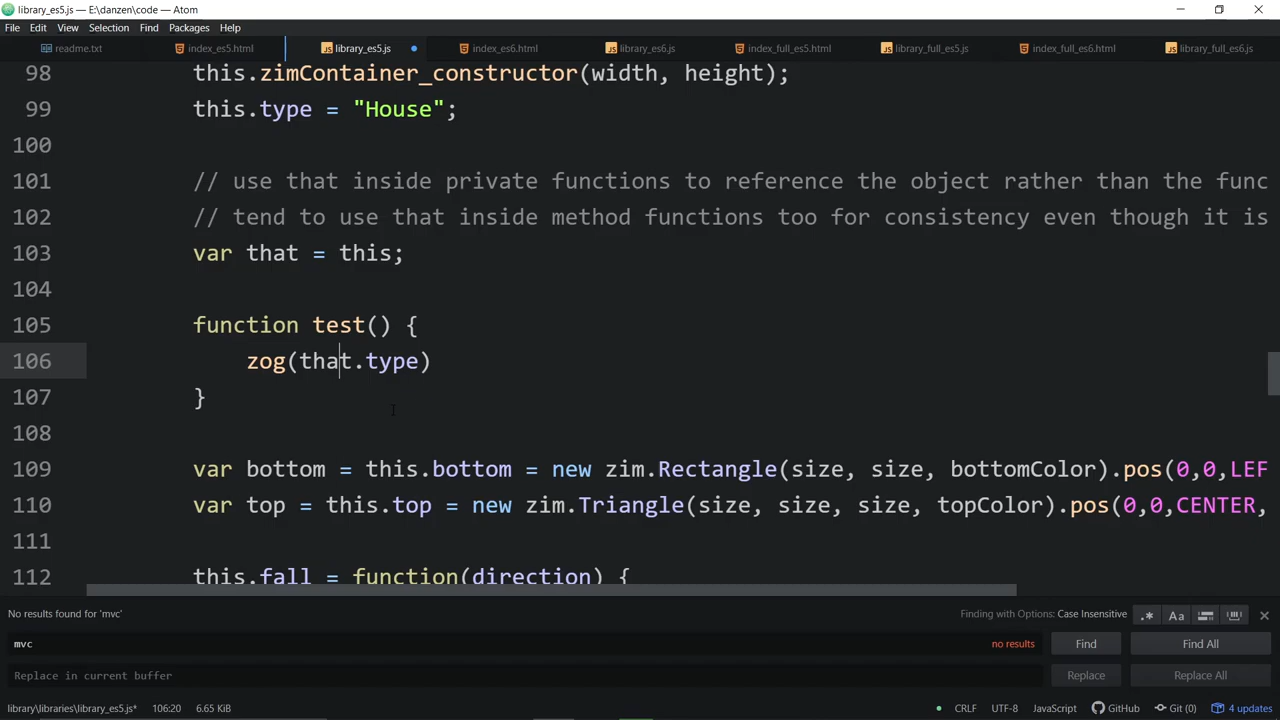 library_es5.js — E:\danzen\code — Atom
File Edit View Selection Find Packages Help
readme.txt index_es5.html library_es5.js index_es6.html library_es6.js index_full_es5.html library_full_es5.js index_full_es6.html library_full_es6.js
98 this.zimContainer_constructor(width, height);
99 this.type = "House";
100
101 // use that inside private functions to reference the object rather than the func
102 // tend to use that inside method functions too for consistency even though it is
103 var that = this;
104
105 function test() {
106 zog(that.type)
107 }
108
109 var bottom = this.bottom = new zim.Rectangle(size, size, bottomColor).pos(0,0,LEF
110 var top = this.top = new zim.Triangle(size, size, size, topColor).pos(0,0,CENTER,
111
112 this.fall = function(direction) {
No results found for 'mvc' Finding with Options: Case Insensitive .* Aa
mvc no results Find Find All
Replace in current buffer Replace Replace All
library\libraries\library_es5.js* 106:20 6.65 KiB CRLF UTF-8 JavaScript GitHub Git (0) 4 updates